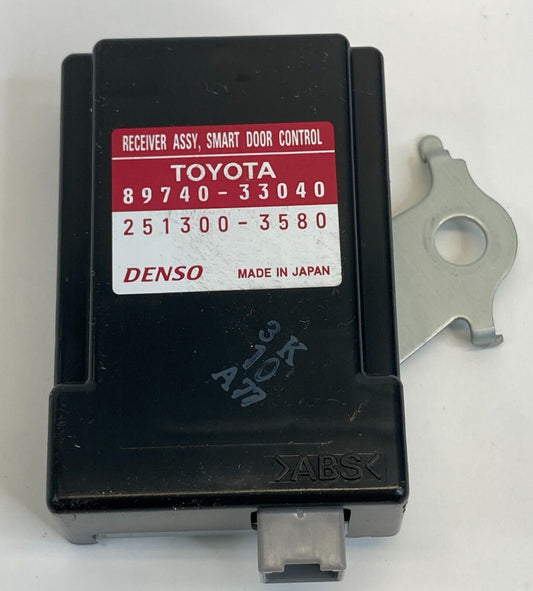 RECEIVER ASSY, SMART DOOR CONTROL
TOYOTA
89740-33040
251300-3580
DENSO MADE IN JAPAN
3K
10
A77
>ABS<